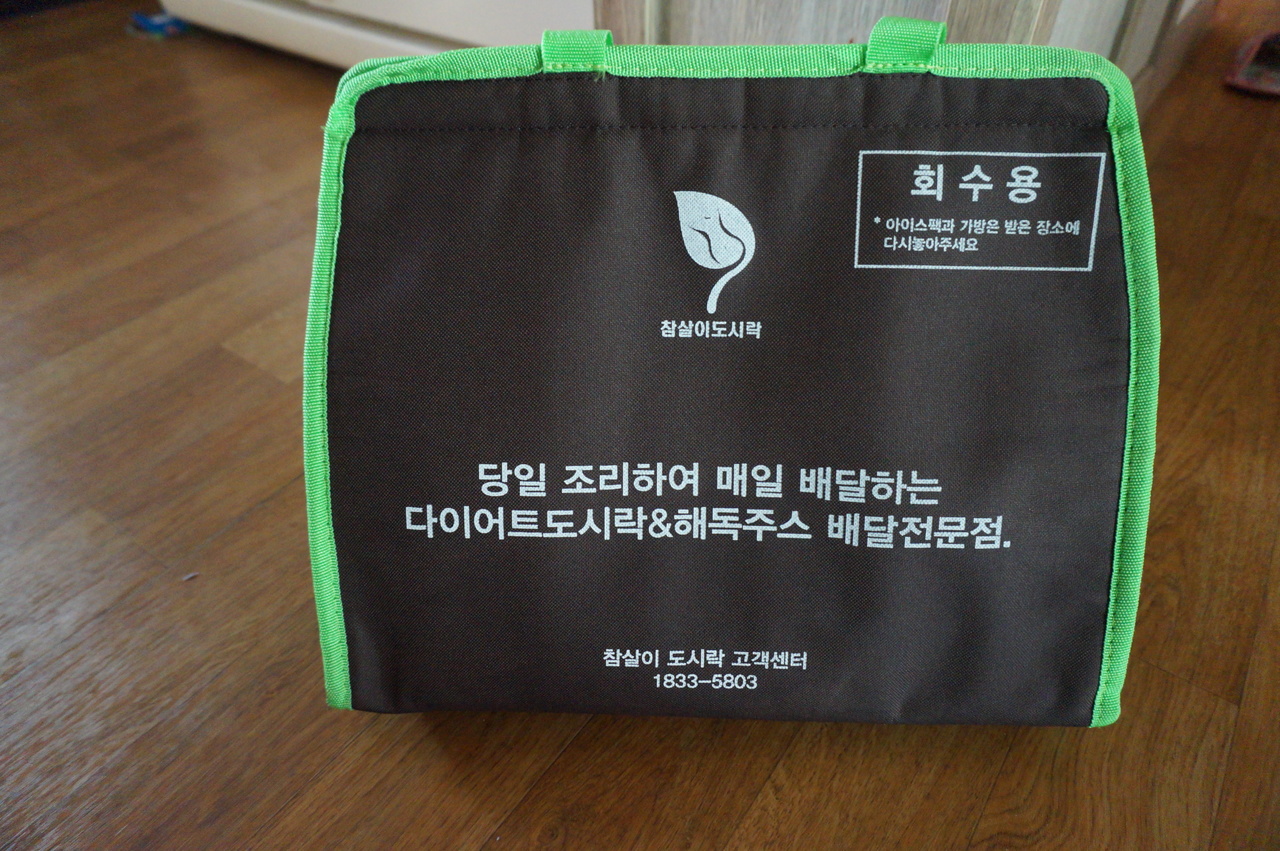 회수용
* 아이스팩과 가방은 받은 장소에
다시놓아주세요
참살이도시락
당일 조리하여 매일 배달하는
다이어트도시락&해독주스 배달전문점.
참살이 도시락 고객센터
1833-5803